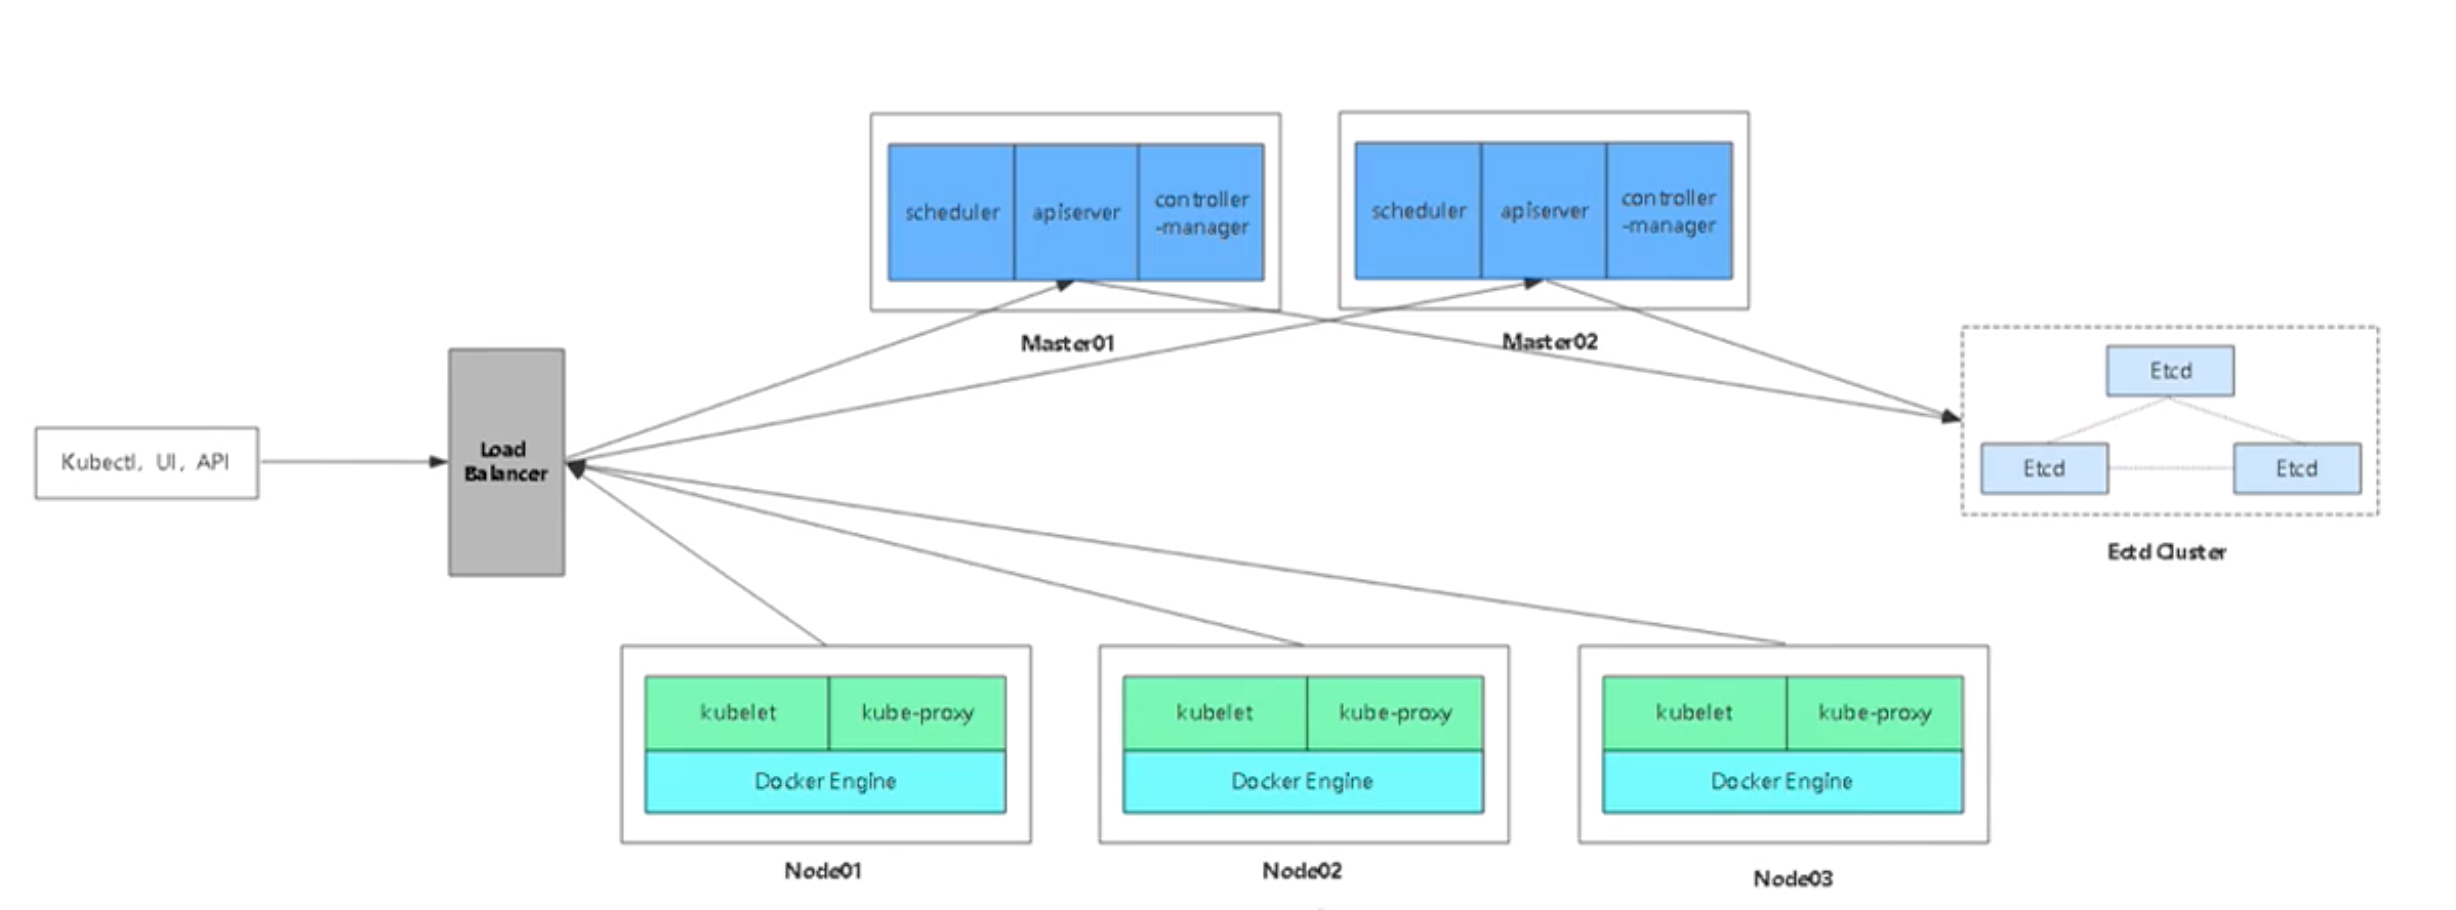 scheduler
apiserver
controller
-manager
scheduler
apiserver
controller
-manager
Master01
Master02
Etcd
Etcd
Etcd
Ectd Cluster
Kubectl, UI, API
Load
Balancer
kubelet
kube-proxy
Docker Engine
Node01
kubelet
kube-proxy
Docker Engine
Node02
kubelet
kube-proxy
Docker Engine
Node03